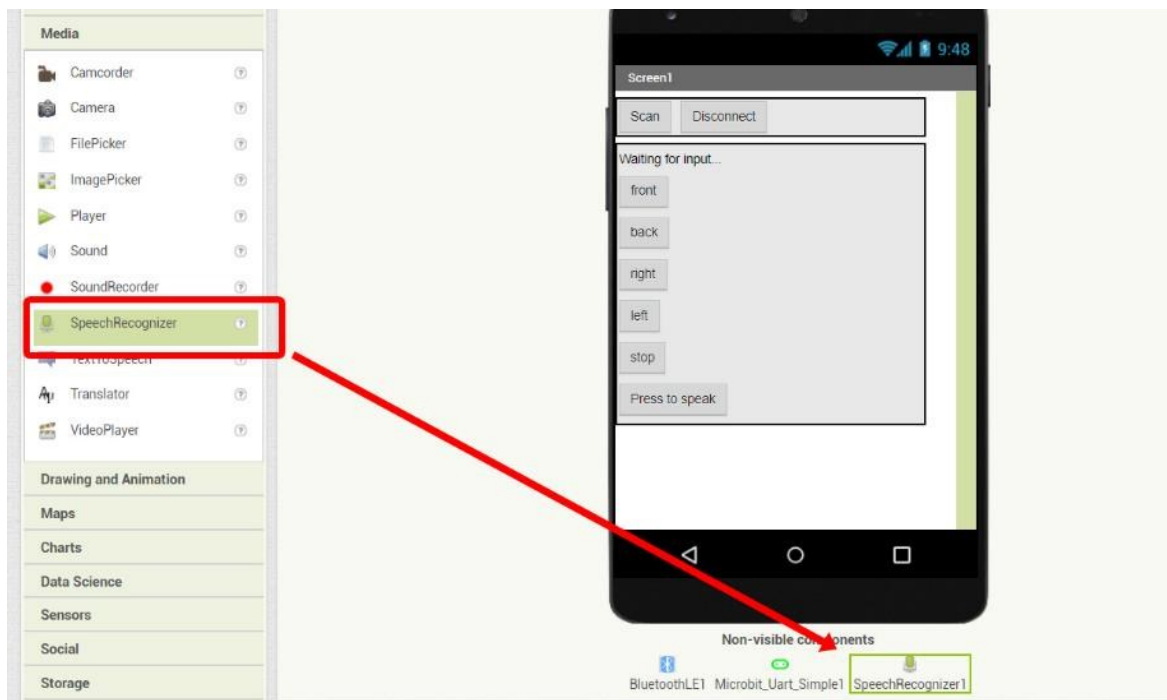 Media
Camcorder
Camera
FilePicker
ImagePicker
Player
Sound
SoundRecorder
SpeechRecognizer
TextToSpeech
Translator
VideoPlayer
Drawing and Animation
Maps
Charts
Data Science
Sensors
Social
Storage
9:48
Screen1
Scan Disconnect
Waiting for input...
front
back
right
left
stop
Press to speak
Non-visible components
BluetoothLE1 Microbit_Uart_Simple1 SpeechRecognizer1